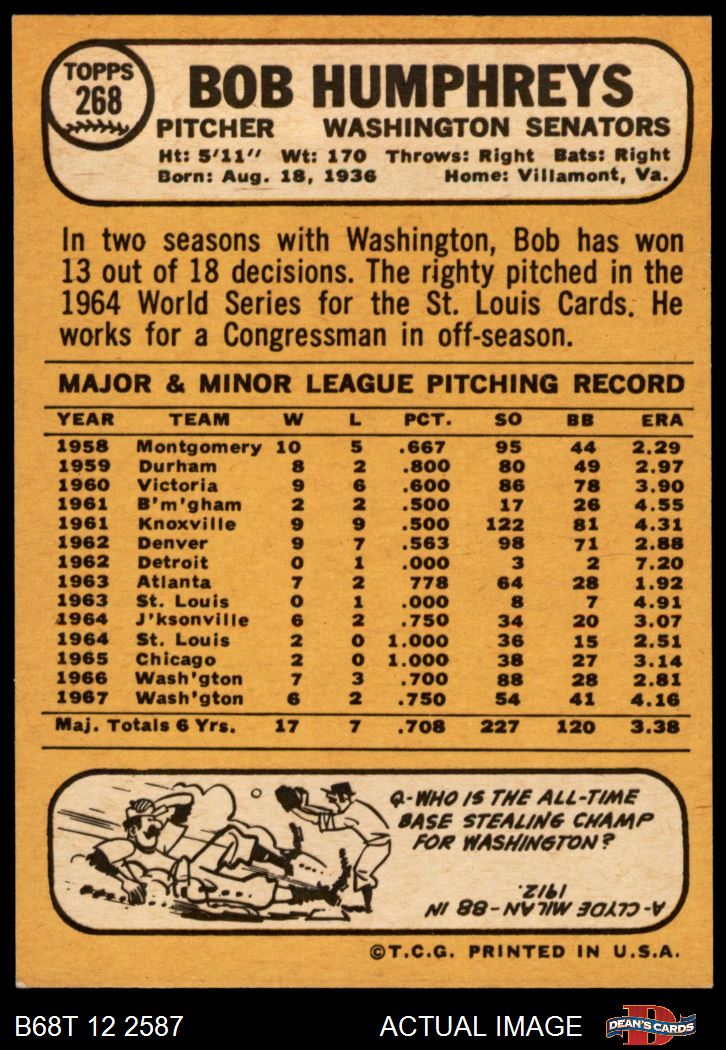 TOPPS
268
BOB HUMPHREYS
PITCHER WASHINGTON SENATORS
Ht: 5'11" Wt: 170 Throws: Right Bats: Right
Born: Aug. 18, 1936 Home: Villamont, Va.
In two seasons with Washington, Bob has won
13 out of 18 decisions. The righty pitched in the
1964 World Series for the St. Louis Cards. He
works for a Congressman in off-season.
MAJOR & MINOR LEAGUE PITCHING RECORD
YEAR TEAM W L PCT. SO BB ERA
1958 Montgomery 10 5 .667 95 44 2.29
1959 Durham 8 2 .800 80 49 2.97
1960 Victoria 9 6 .600 86 78 3.90
1961 B'm'gham 2 2 .500 17 26 4.55
1961 Knoxville 9 9 .500 122 81 4.31
1962 Denver 9 7 .563 98 71 2.88
1962 Detroit 0 1 .000 3 2 7.20
1963 Atlanta 7 2 778 64 28 1.92
1963 St. Louis 0 1 .000 8 7 4.91
1964 J'ksonville 6 2 .750 34 20 3.07
1964 St. Louis 2 0 1.000 36 15 2.51
1965 Chicago 2 0 1.000 38 27 3.14
1966 Wash'gton 7 3 .700 88 28 2.81
1967 Wash'gton 6 2 .750 54 41 4.16
Maj. Totals 6 Yrs. 17 7 .708 227 120 3.38
Q-WHO IS THE ALL-TIME
BASE STEALING CHAMP
FOR WASHINGTON?
A-CLYDE MILAN-88 IN
1912.
©T.C.G. PRINTED IN U.S.A.
B68T 12 2587
ACTUAL IMAGE
D
DEAN'S CARDS